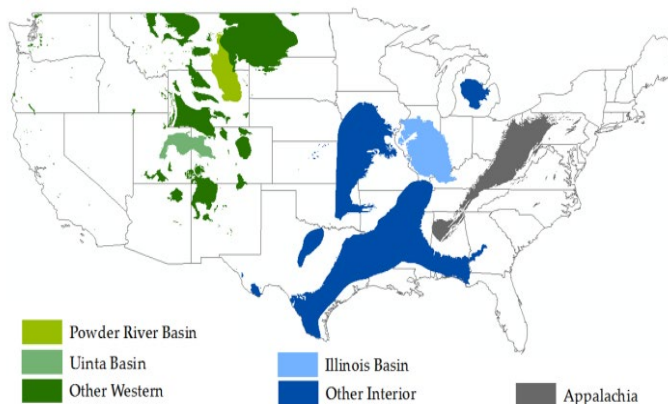 Powder River Basin
Uinta Basin
Other Western
Illinois Basin
Other Interior
Appalachia